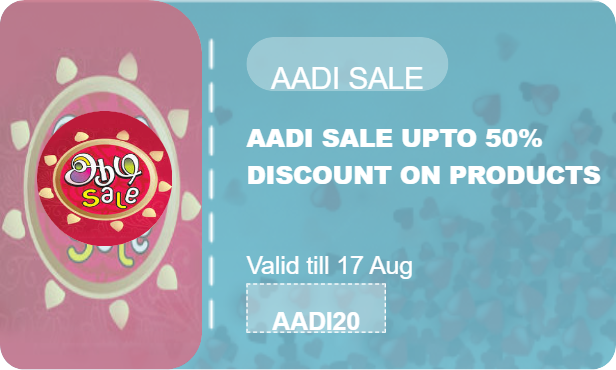 ஆடி
Sale
AADI SALE
AADI SALE UPTO 50%
DISCOUNT ON PRODUCTS
Valid till 17 Aug
AADI20